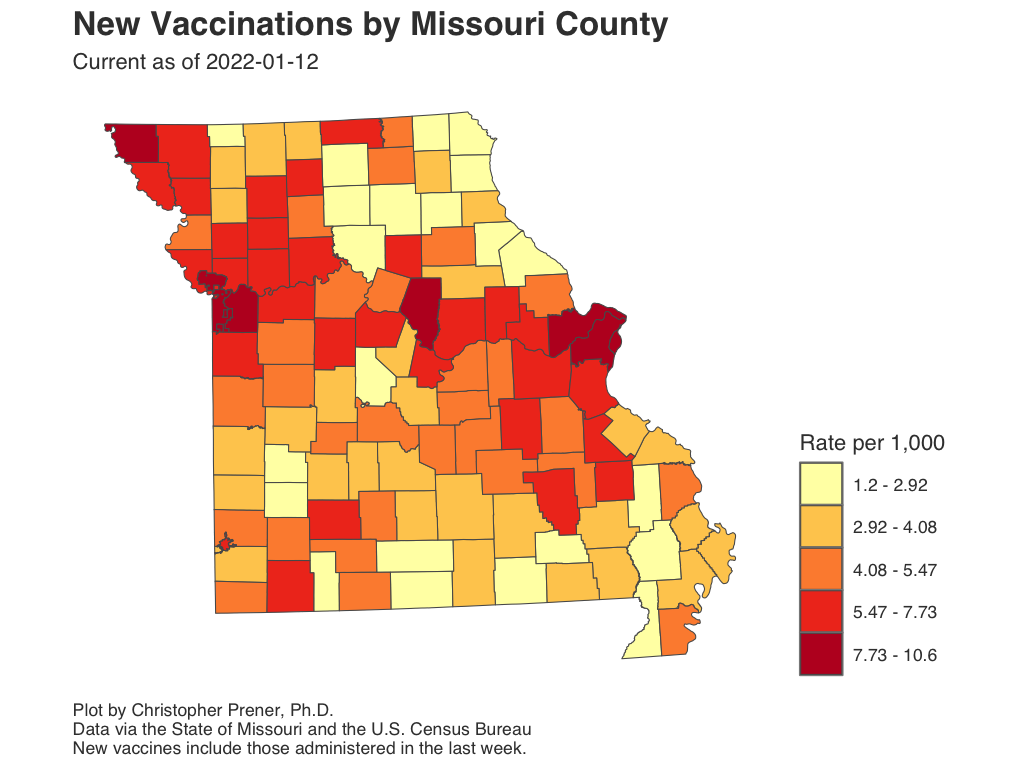 New Vaccinations by Missouri County
Current as of 2022-01-12
Rate per 1,000
1.2 - 2.92
2.92 - 4.08
4.08 - 5.47
5.47 - 7.73
7.73 - 10.6
Plot by Christopher Prener, Ph.D.
Data via the State of Missouri and the U.S. Census Bureau
New vaccines include those administered in the last week.